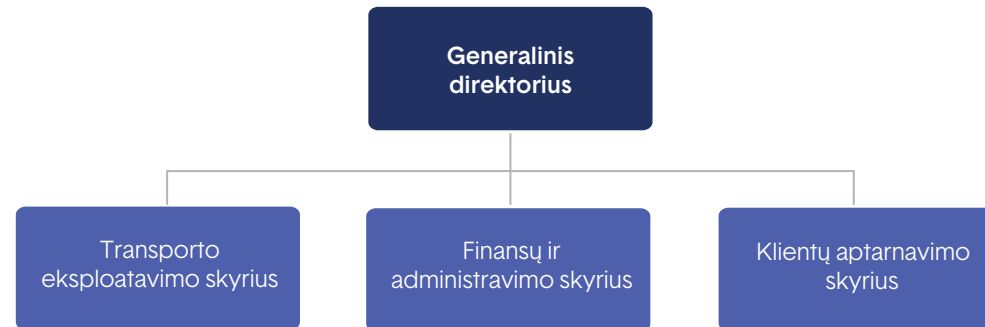 Generalinis
direktorius
Transporto
eksploatavimo skyrius
Finansų ir
administravimo skyrius
Klientų aptarnavimo
skyrius